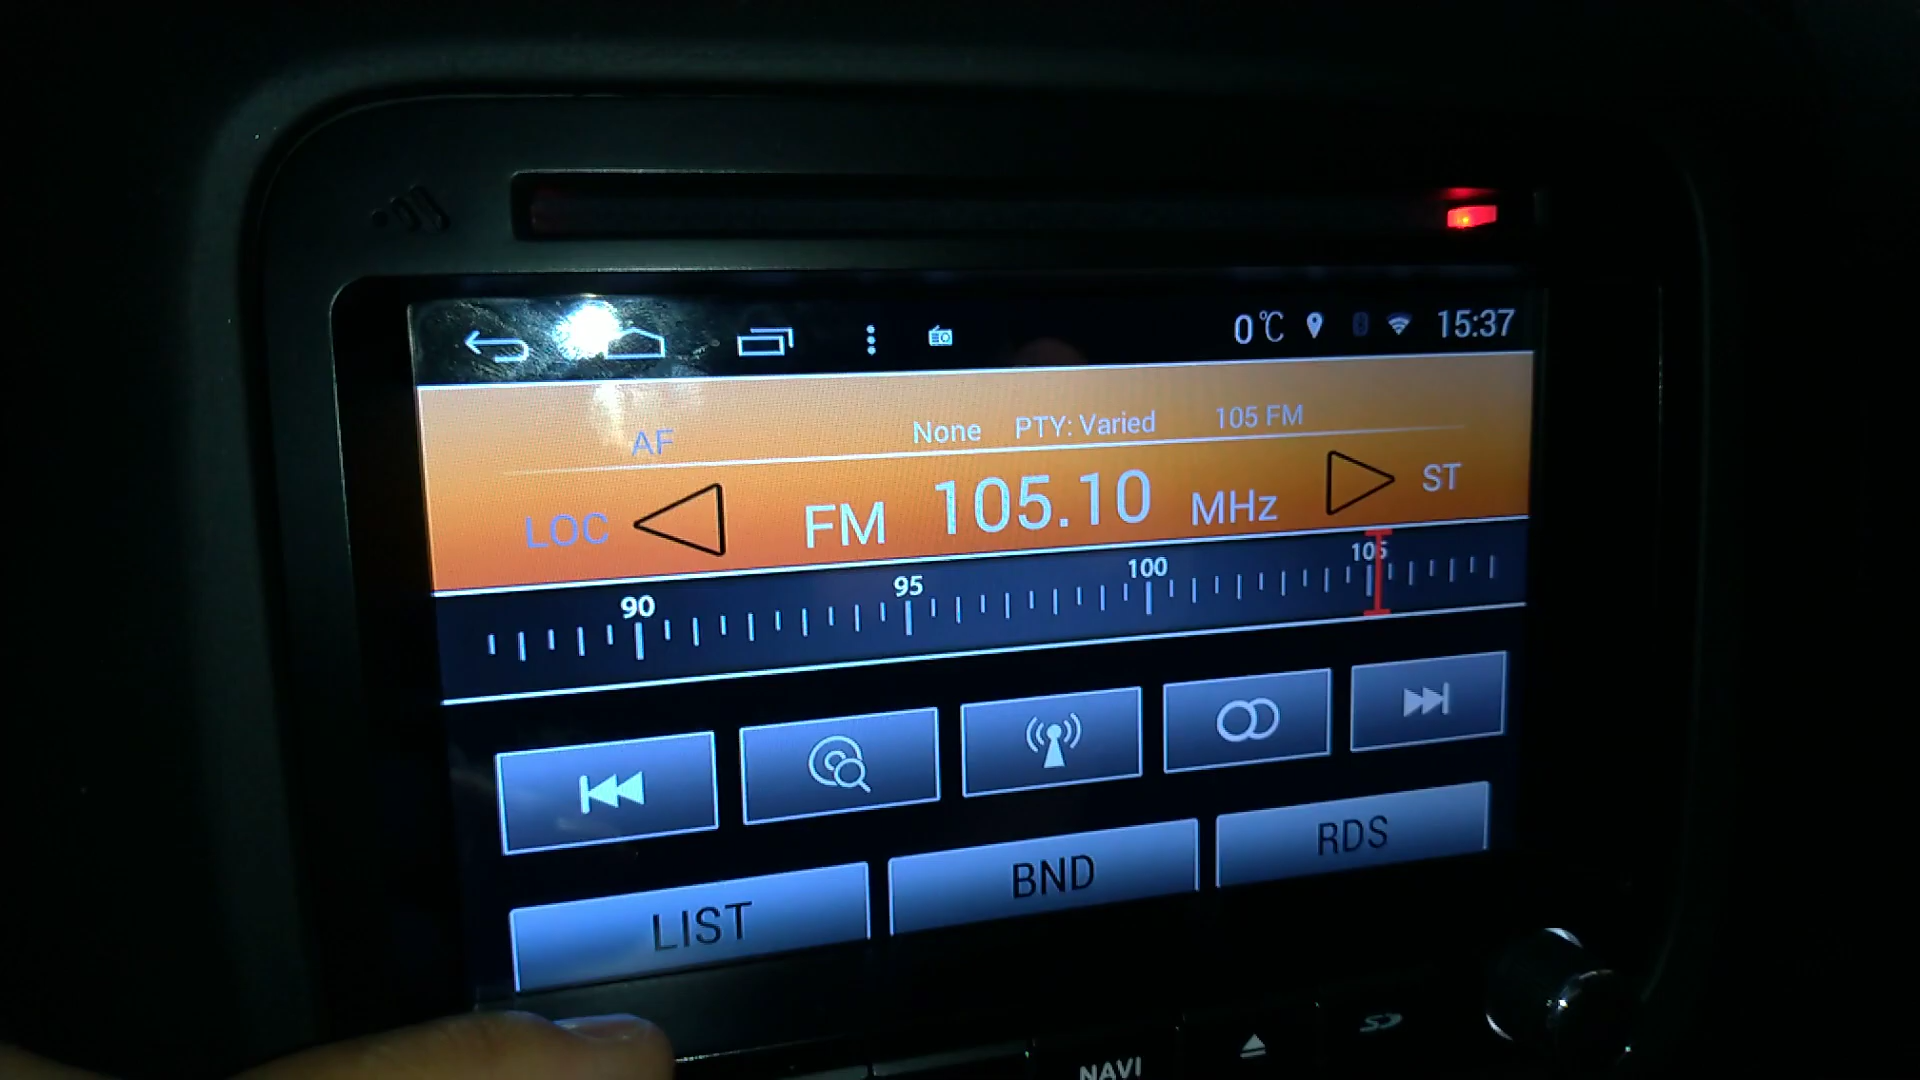 0°C 15:37
AF None PTY: Varied 105 FM
LOC FM 105.10 MHz ST
90 95 100 105
LIST BND RDS
NAVI